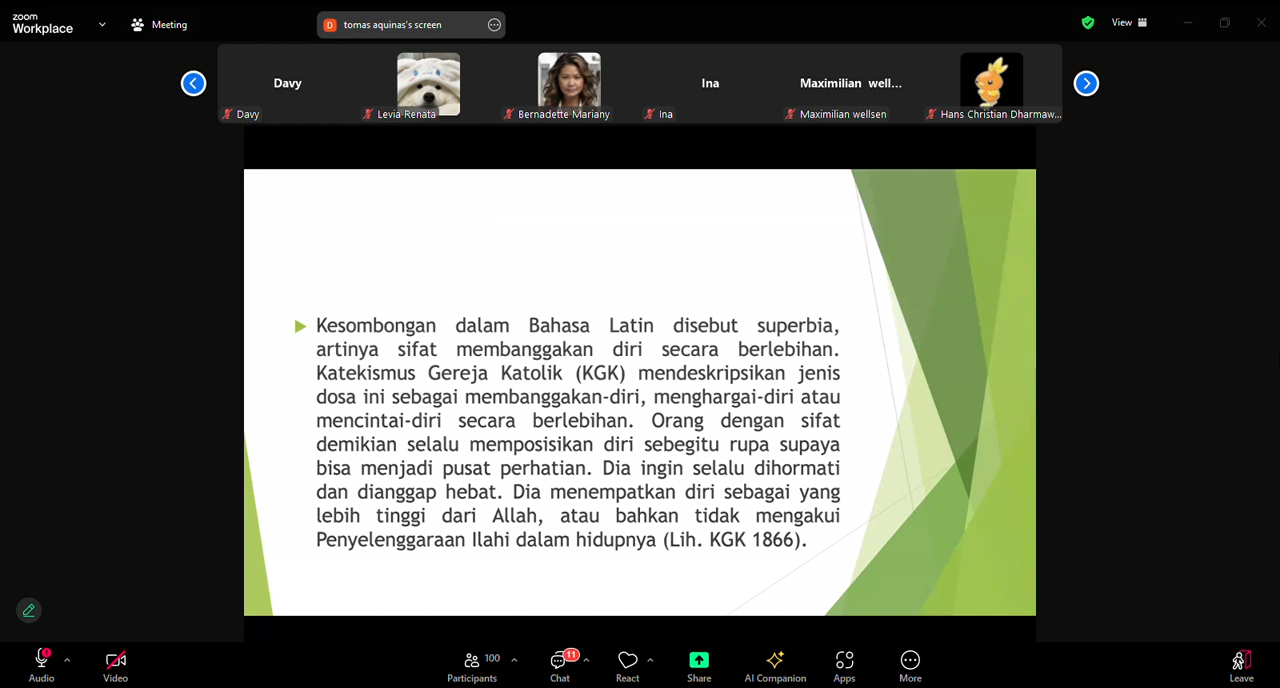 zoom
Workplace
Meeting
D tomas aquinas's screen
View
Davy
Ina
Maximilian well...
Davy
Levia Renata
Bernadette Mariany
Ina
Maximilian wellsen
Hans Christian Dharmaw...
Kesombongan dalam Bahasa Latin disebut superbia,
artinya sifat membanggakan diri secara berlebihan.
Katekismus Gereja Katolik (KGK) mendeskripsikan jenis
dosa ini sebagai membanggakan-diri, menghargai-diri atau
mencintai-diri secara berlebihan. Orang dengan sifat
demikian selalu memposisikan diri sebegitu rupa supaya
bisa menjadi pusat perhatian. Dia ingin selalu dihormati
dan dianggap hebat. Dia menempatkan diri sebagai yang
lebih tinggi dari Allah, atau bahkan tidak mengakui
Penyelenggaraan Ilahi dalam hidupnya (Lih. KGK 1866).
100
11
Audio
Video
Participants
Chat
React
Share
AI Companion
Apps
More
Leave